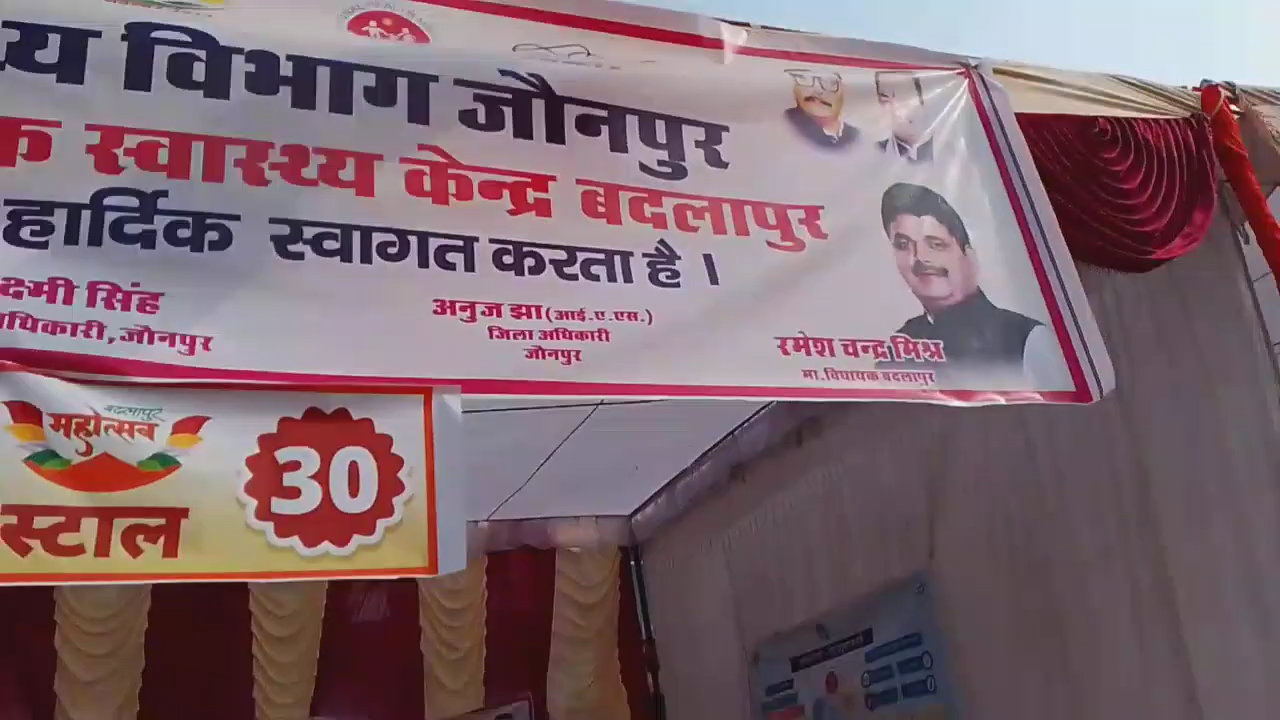 विभाग जौनपुर
स्वास्थ्य केन्द्र बदलापुर
हार्दिक स्वागत करता है ।
सिंह
अनुज झा (आई.ए.एस.)
जिला अधिकारी
जौनपुर
जौनपुर
रमेश चन्द्र मिश्र
मा.विधायक बदलापुर
बदलापुर
महोत्सव
स्टाल
30